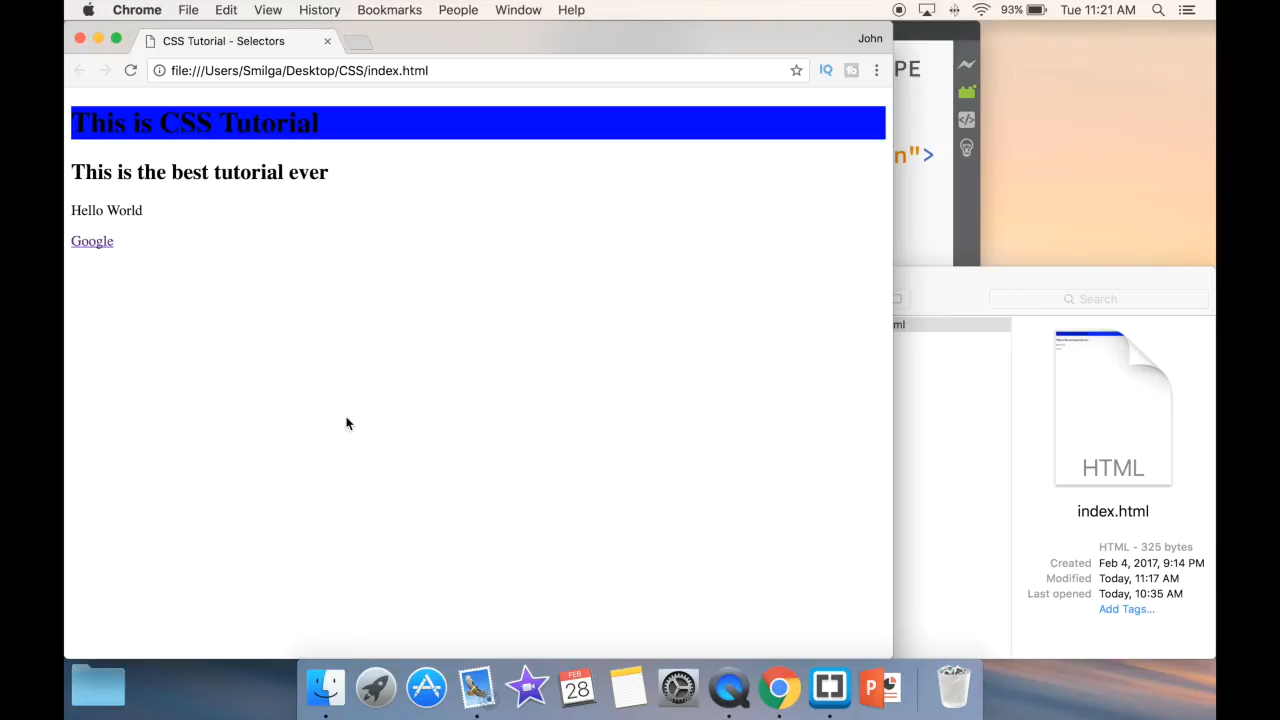 Chrome File Edit View History Bookmarks People Window Help 93% Tue 11:21 AM
CSS Tutorial - Selectors John
file:///Users/Smilga/Desktop/CSS/index.html IQ
PE
This is CSS Tutorial
n">
This is the best tutorial ever
Hello World
Google
Search
ml
HTML
index.html
HTML - 325 bytes
Created Feb 4, 2017, 9:14 PM
Modified Today, 11:17 AM
Last opened Today, 10:35 AM
Add Tags...
FEB
28